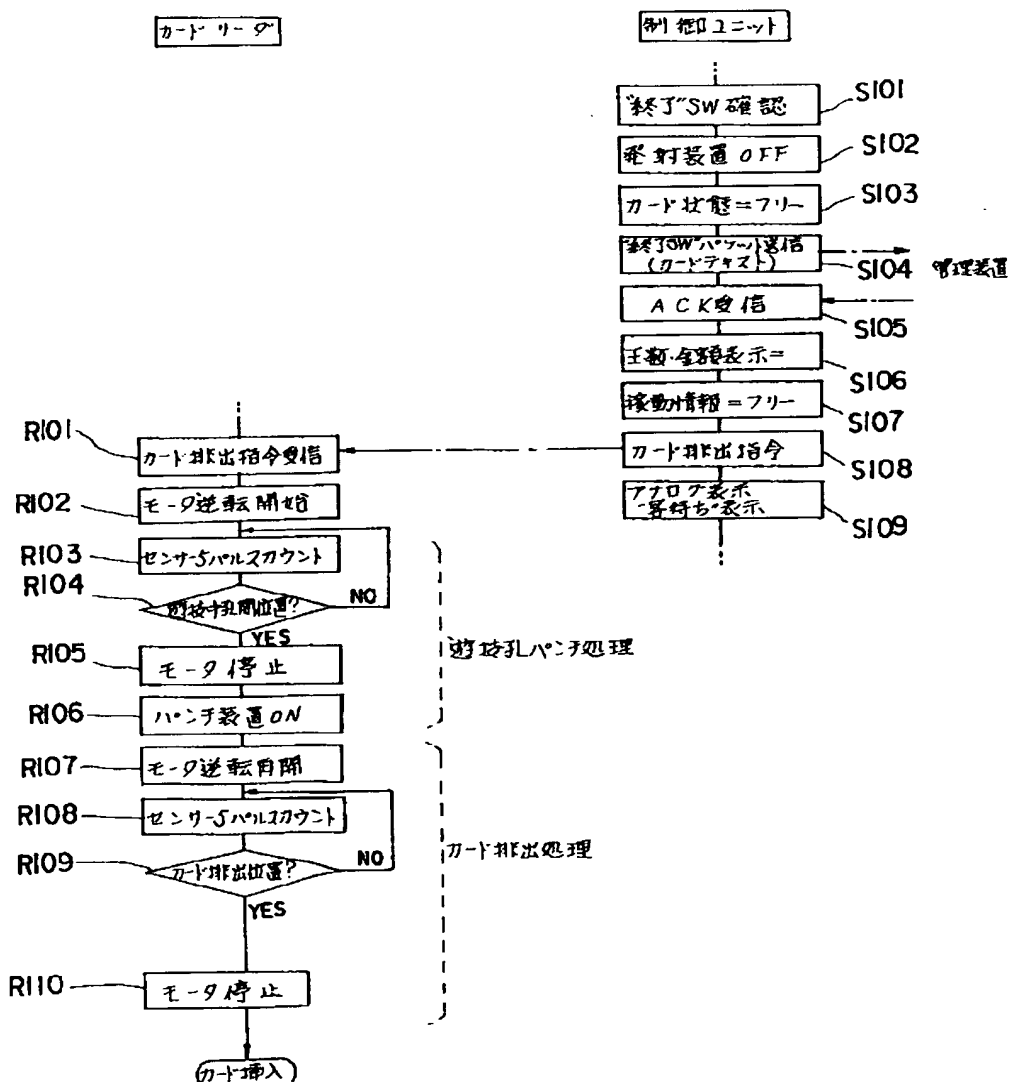 カードリーダ
制御ユニット
"終了"SW確認
S101
発射装置OFF
S102
カード状態=フリー
S103
"終了SW"パソール送信
(カードテキスト)
S104
管理装置
ACK受信
S105
玉数・金額表示=
S106
稼動情報=フリー
S107
カード排出指令
S108
アナログ表示
"客待ち"表示
S109
R101
カード排出指令受信
R102
モータ逆転開始
R103
センサー5パルスカウント
R104
位置?
NO
YES
R105
モータ停止
R106
パンチ装置ON
遊技孔パンチ処理
R107
モータ逆転再開
R108
センサー5パルスカウント
R109
カード排出位置?
NO
YES
カード排出処理
R110
モータ停止
カード挿入